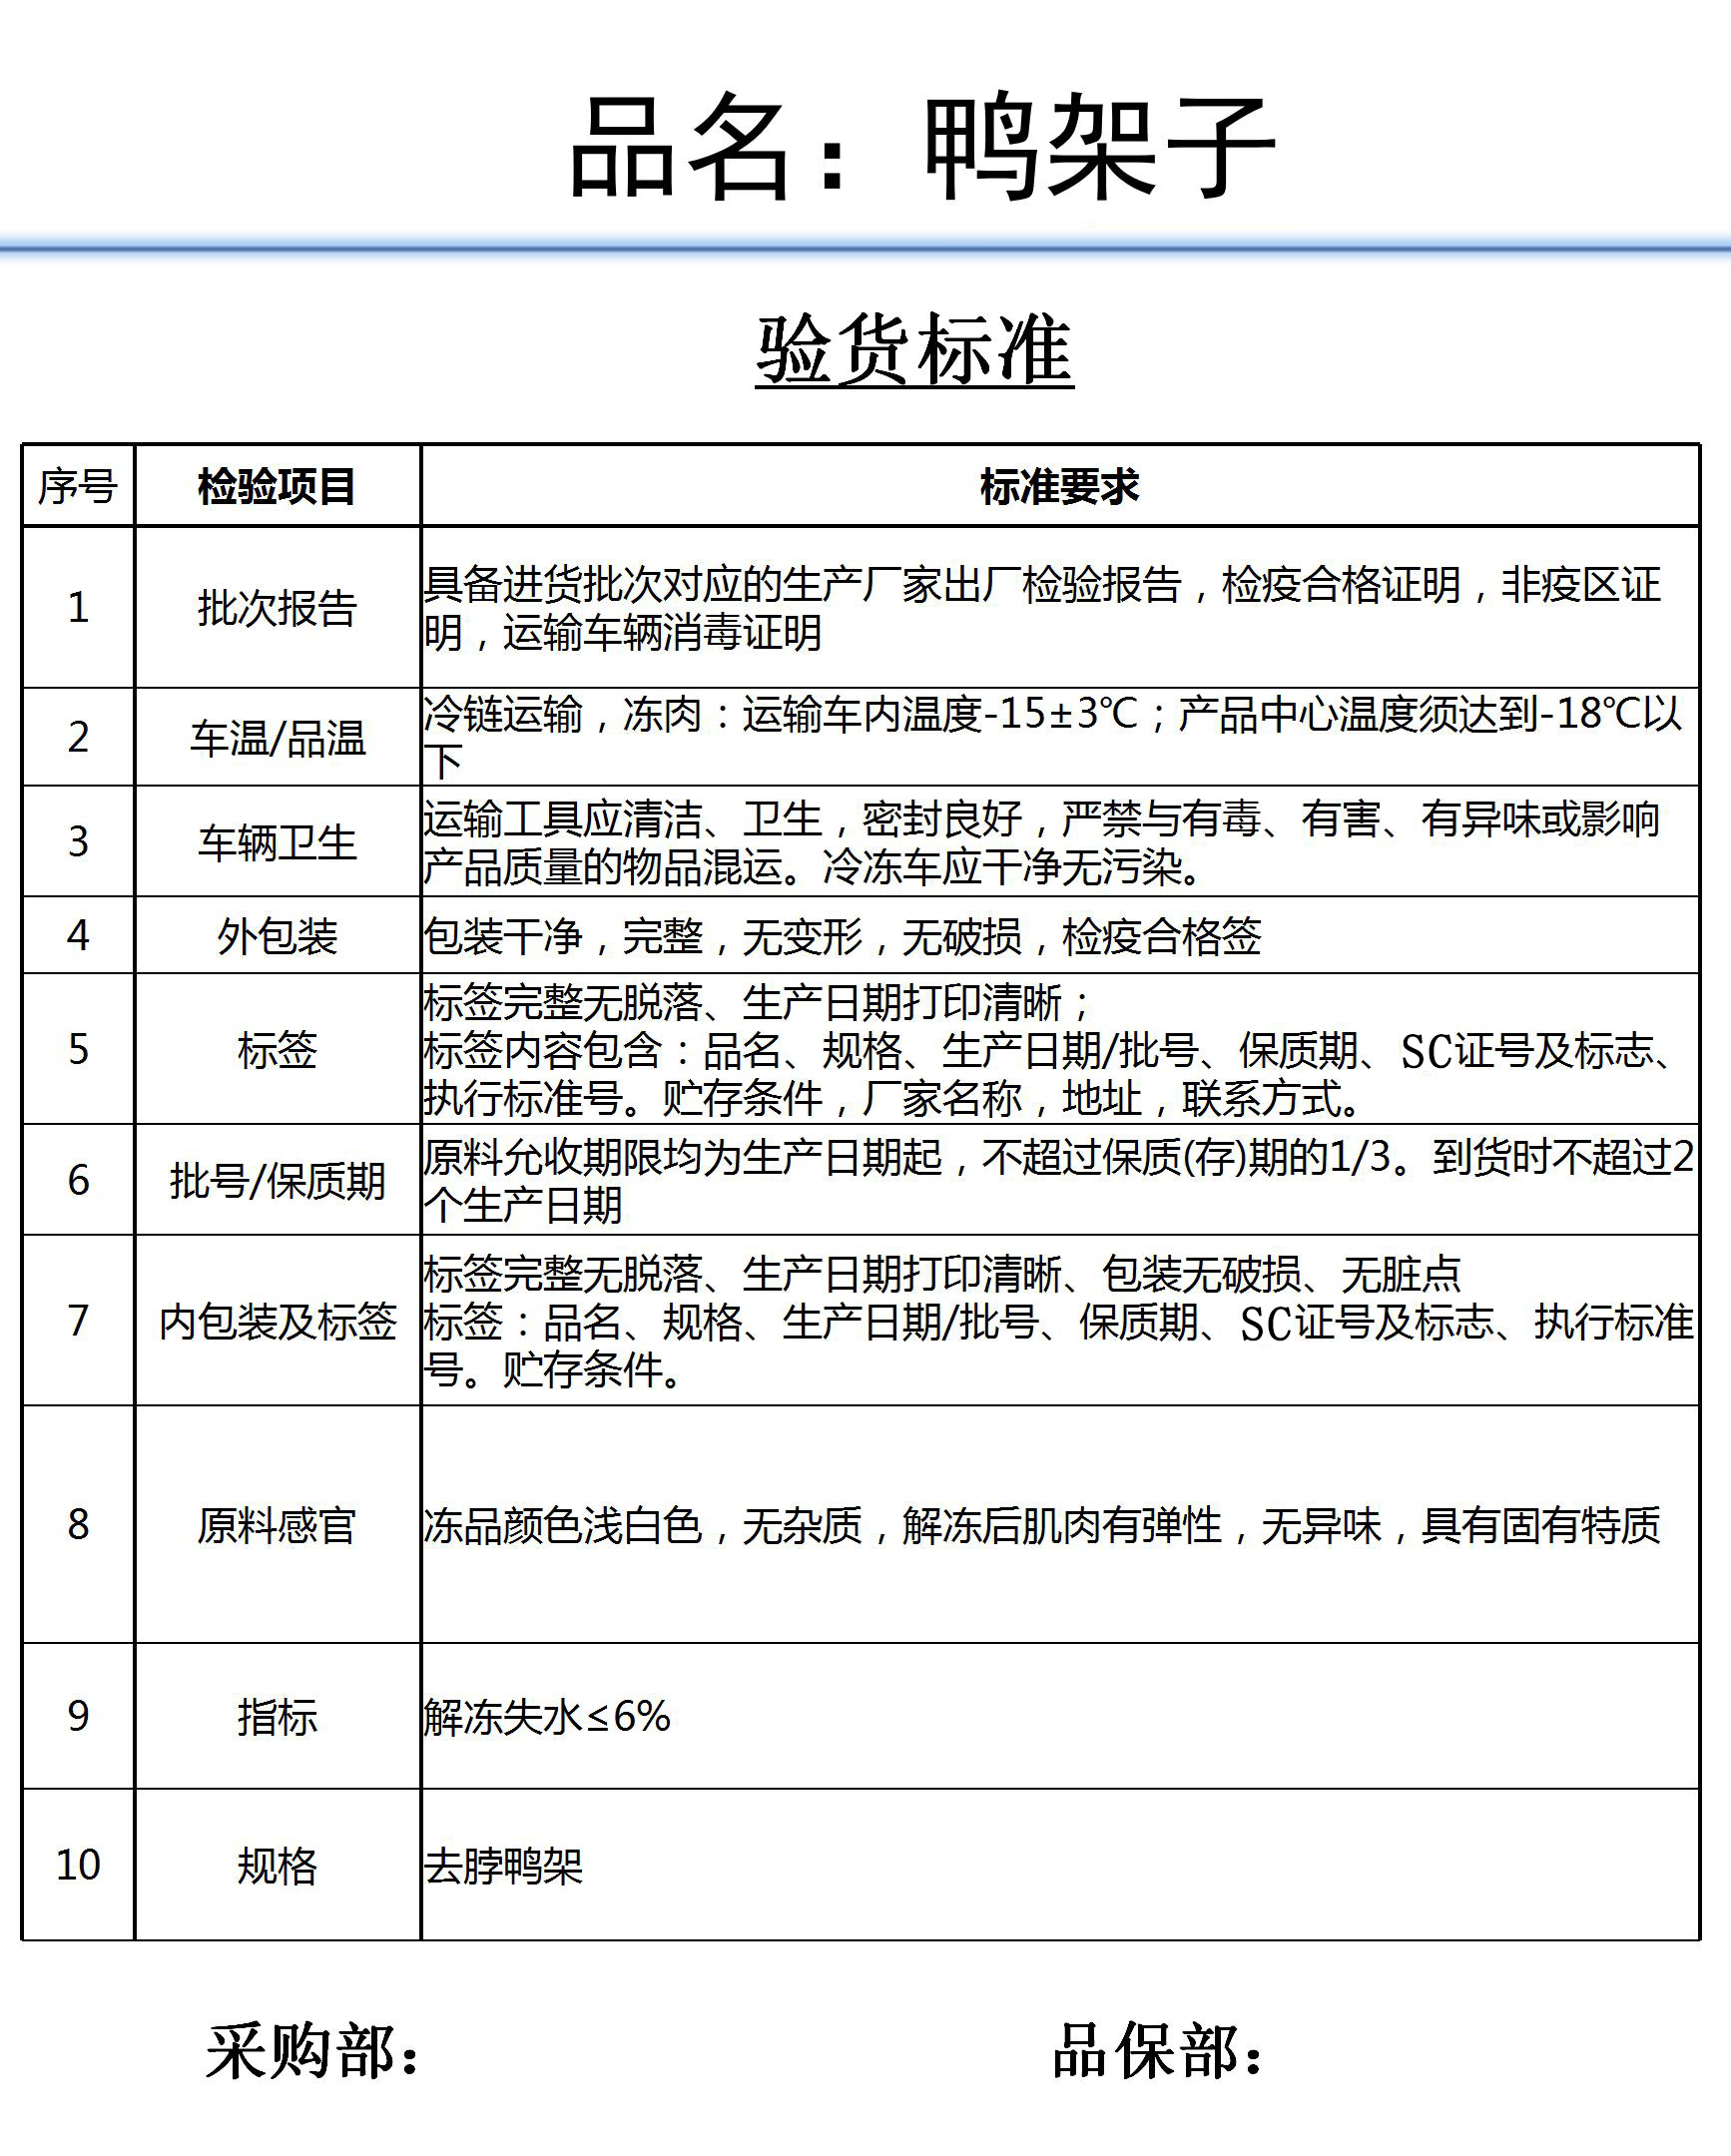 品名：鸭架子
验货标准
序号 检验项目 标准要求
1 批次报告 具备进货批次对应的生产厂家出厂检验报告，检疫合格证明，非疫区证
明，运输车辆消毒证明
2 车温/品温 冷链运输，冻肉：运输车内温度-15±3℃；产品中心温度须达到-18℃以
下
3 车辆卫生 运输工具应清洁、卫生，密封良好，严禁与有毒、有害、有异味或影响
产品质量的物品混运。冷冻车应干净无污染。
4 外包装 包装干净，完整，无变形，无破损，检疫合格签
5 标签 标签完整无脱落、生产日期打印清晰；
标签内容包含：品名、规格、生产日期/批号、保质期、SC证号及标志、
执行标准号。贮存条件，厂家名称，地址，联系方式。
6 批号/保质期 原料允收期限均为生产日期起，不超过保质(存)期的1/3。到货时不超过2
个生产日期
7 内包装及标签 标签完整无脱落、生产日期打印清晰、包装无破损、无脏点
标签：品名、规格、生产日期/批号、保质期、SC证号及标志、执行标准
号。贮存条件。
8 原料感官 冻品颜色浅白色，无杂质，解冻后肌肉有弹性，无异味，具有固有特质
9 指标 解冻失水≤6%
10 规格 去脖鸭架
采购部： 品保部：